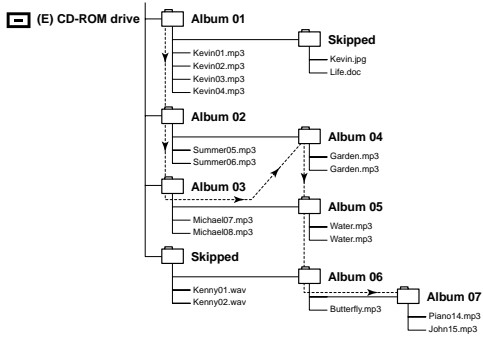 (E) CD-ROM drive
Album 01
Kevin01.mp3
Kevin02.mp3
Kevin03.mp3
Kevin04.mp3
Skipped
Kevin.jpg
Life.doc
Album 02
Summer05.mp3
Summer06.mp3
Album 04
Garden.mp3
Garden.mp3
Album 03
Michael07.mp3
Michael08.mp3
Album 05
Water.mp3
Water.mp3
Skipped
Kenny01.wav
Kenny02.wav
Album 06
Butterfly.mp3
Album 07
Piano14.mp3
John15.mp3